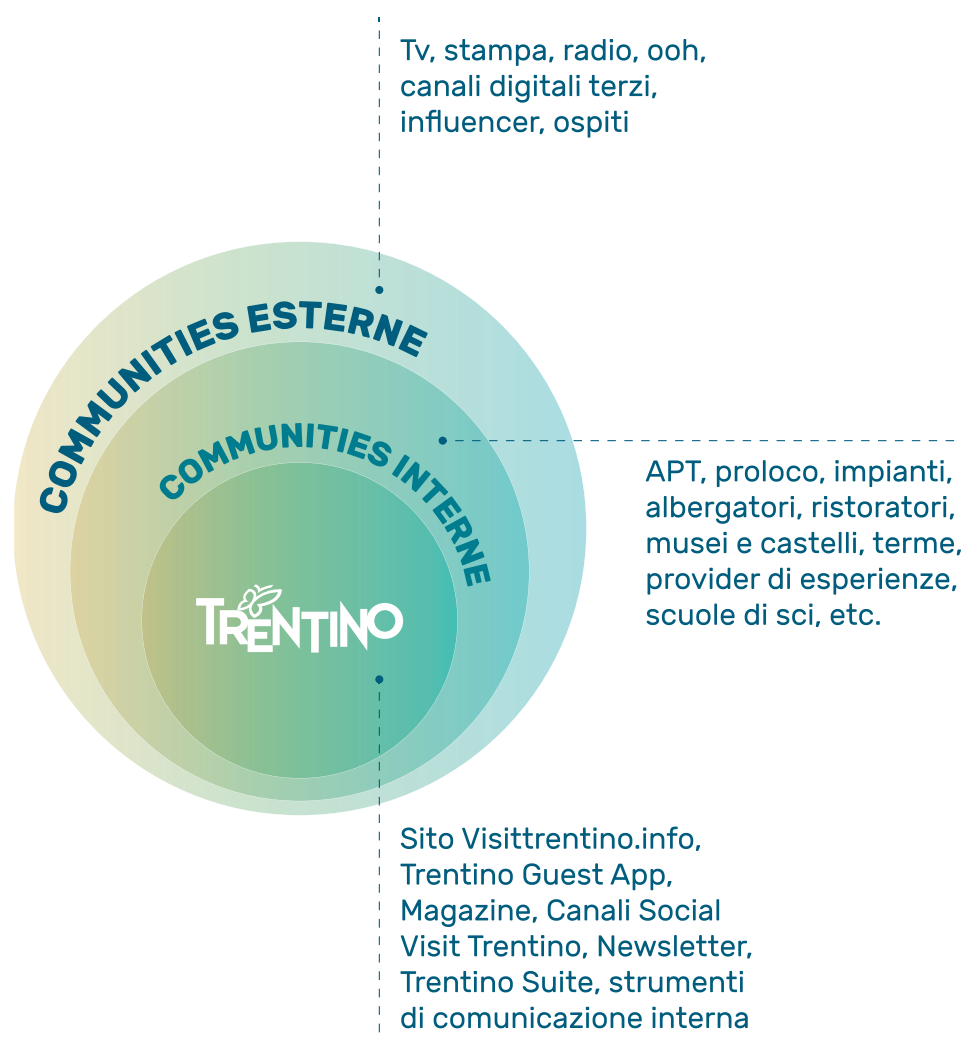 Tv, stampa, radio, ooh,
canali digitali terzi,
influencer, ospiti
COMMUNITIES ESTERNE
COMMUNITIES INTERNE
APT, proloco, impianti,
albergatori, ristoratori,
musei e castelli, terme,
provider di esperienze,
scuole di sci, etc.
TRENTINO
Sito Visittrentino.info,
Trentino Guest App,
Magazine, Canali Social
Visit Trentino, Newsletter,
Trentino Suite, strumenti
di comunicazione interna